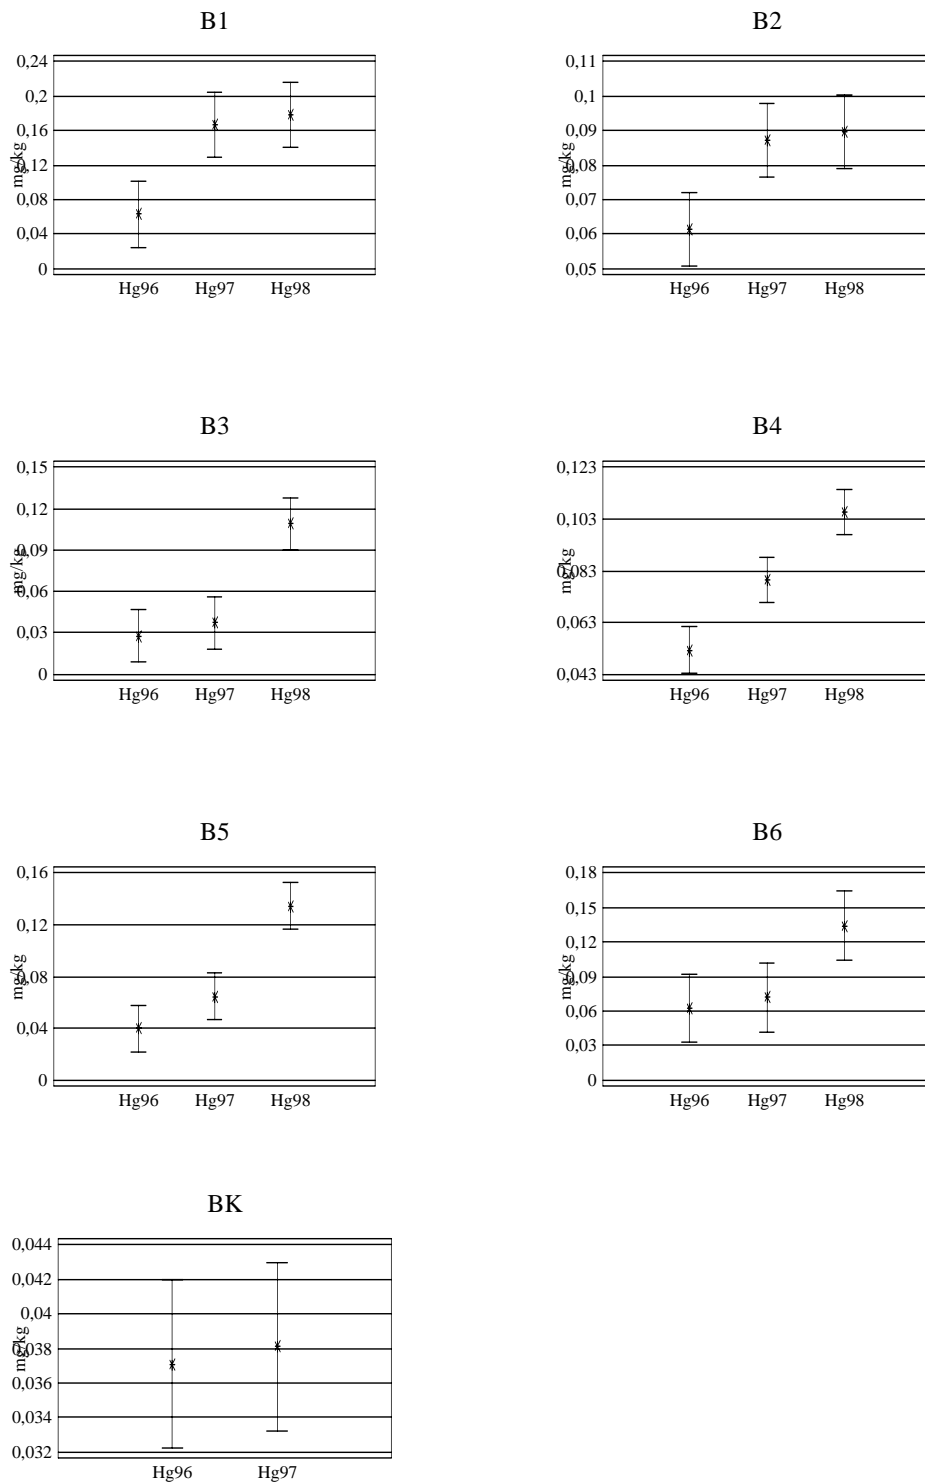 B1
0,24
0,2
0,16
0,12
0,08
0,04
0
mg/kg
Hg96 Hg97 Hg98
B2
0,11
0,1
0,09
0,08
0,07
0,06
0,05
mg/kg
Hg96 Hg97 Hg98
B3
0,15
0,12
0,09
0,06
0,03
0
mg/kg
Hg96 Hg97 Hg98
B4
0,123
0,103
0,083
0,063
0,043
mg/kg
Hg96 Hg97 Hg98
B5
0,16
0,12
0,08
0,04
0
mg/kg
Hg96 Hg97 Hg98
B6
0,18
0,15
0,12
0,09
0,06
0,03
0
mg/kg
Hg96 Hg97 Hg98
BK
0,044
0,042
0,04
0,038
0,036
0,034
0,032
mg/kg
Hg96 Hg97